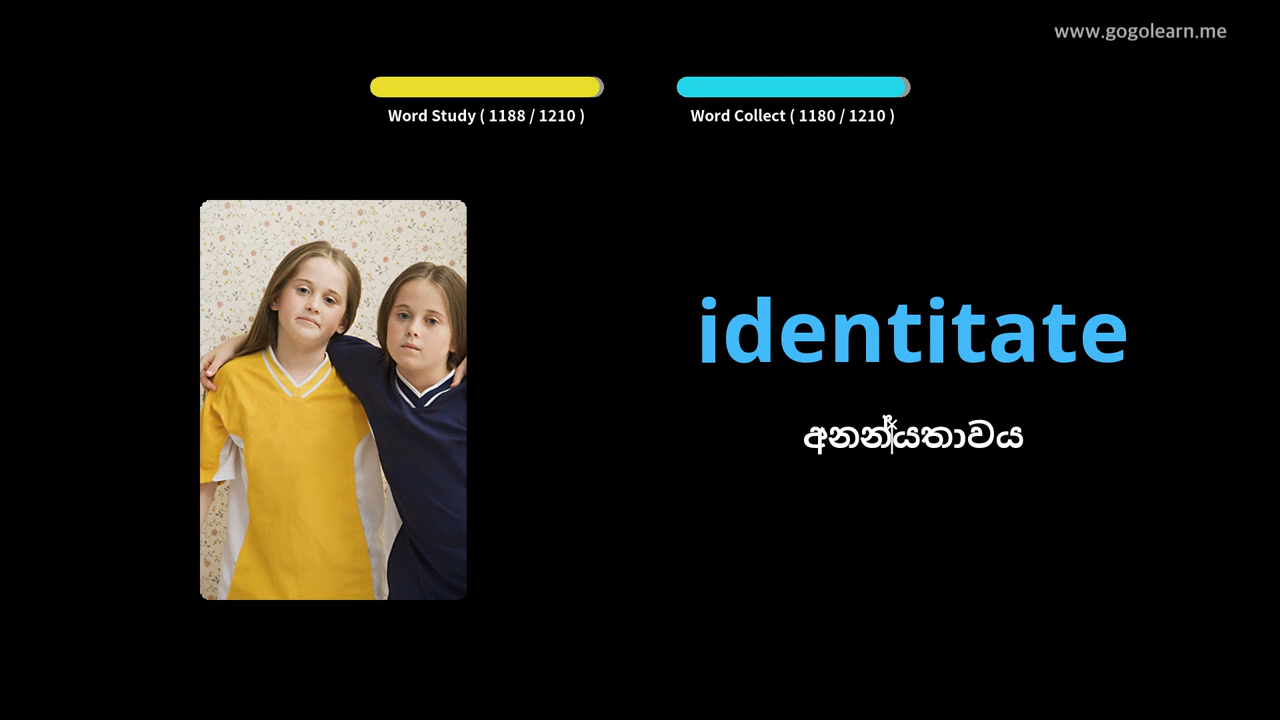 www.gogolearn.me
Word Study ( 1188 / 1210 )
Word Collect ( 1180 / 1210 )
identitate
අනන්‍යතාවය